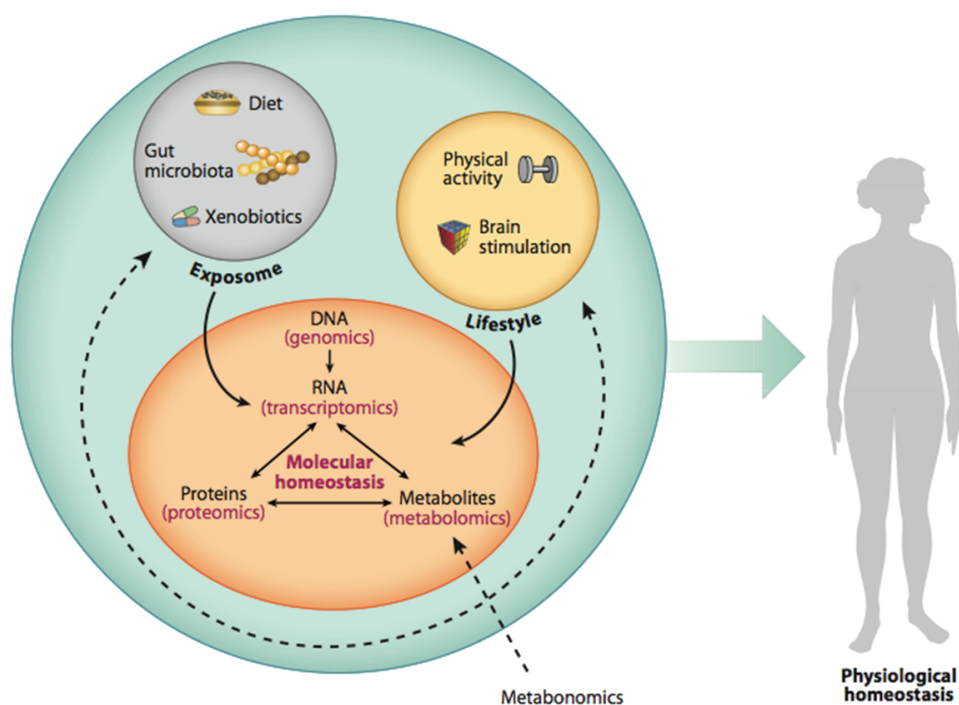 Diet
Gut
microbiota
Xenobiotics
Exposome
Physical
activity
Brain
stimulation
Lifestyle
DNA
(genomics)
RNA
(transcriptomics)
Molecular
homeostasis
Proteins
(proteomics)
Metabolites
(metabolomics)
Metabonomics
Physiological
homeostasis